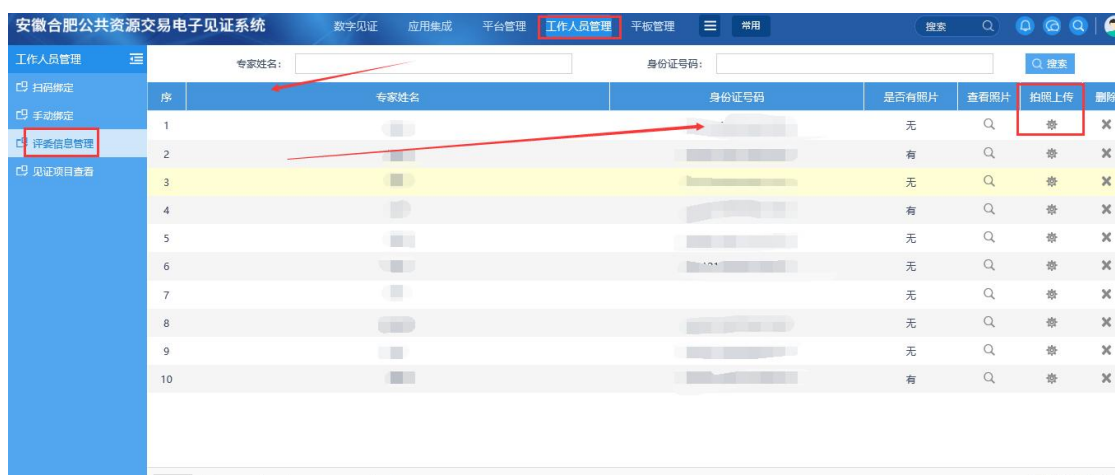 安徽合肥公共资源交易电子见证系统 数字见证 应用集成 平台管理 工作人员管理 平板管理 常用 搜索
工作人员管理 专家姓名: 身份证号码: 搜索
扫码绑定
手动绑定
评委信息管理
见证项目查看
序 专家姓名 身份证号码 是否有照片 查看照片 拍照上传 删除
1 无
2 有
3 无
4 有
5 无
6 无
7 无
8 无
9 无
10 有